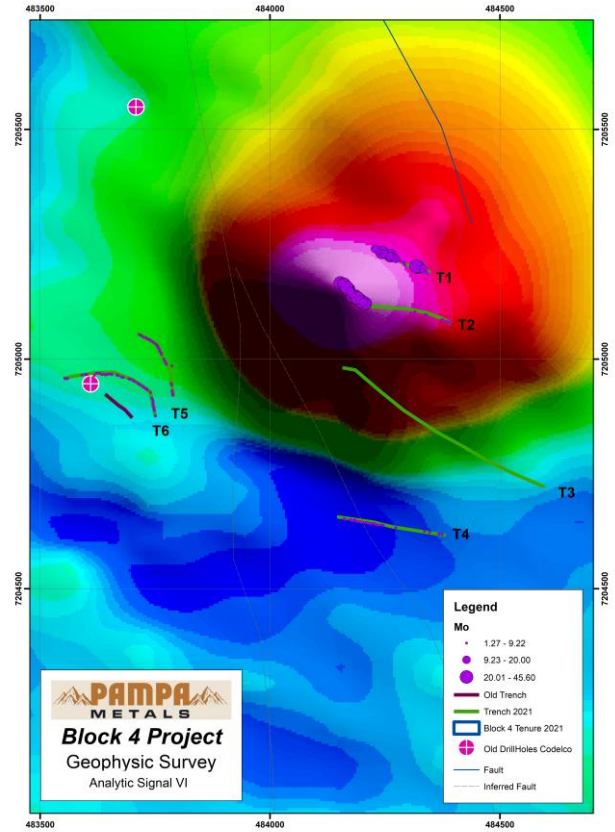 483500 484000 484500
7205500
7205500
T1
T2
7205000
7205000
T5
T6
T3
T4
7204500
7204500
Legend
Mo
1.27 - 9.22
9.23 - 20.00
20.01 - 45.60
Old Trench
Trench 2021
Block 4 Tenure 2021
Old DrillHoles Codelco
Fault
Inferred Fault
PAMPA
METALS
Block 4 Project
Geophysic Survey
Analytic Signal VI
483500 484000 484500